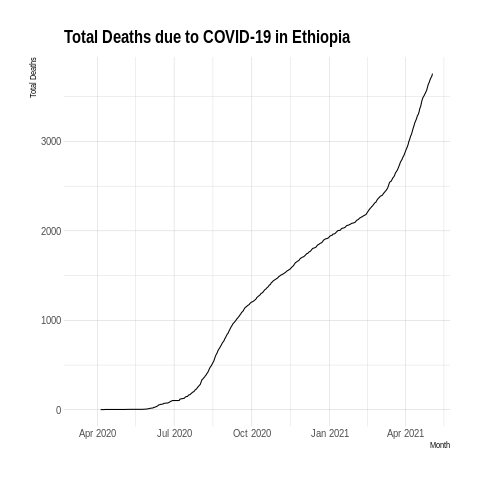 Total Deaths due to COVID-19 in Ethiopia
Total Deaths
3000
2000
1000
0
Apr 2020 Jul 2020 Oct 2020 Jan 2021 Apr 2021
Month